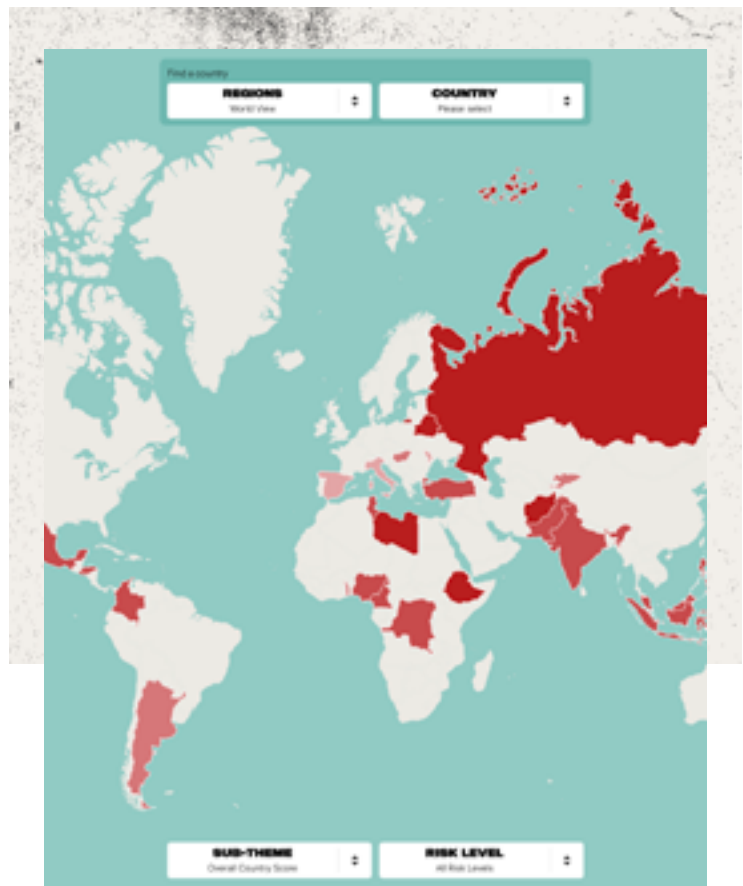 Find a country
REGIONS
World View
COUNTRY
Please select
SUB-THEME
Overall Country Score
RISK LEVEL
All Risk Levels